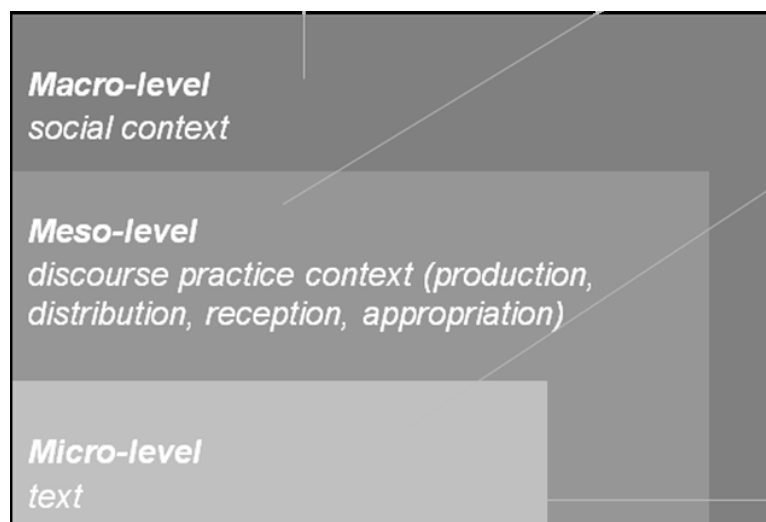 Macro-level
social context
Meso-level
discourse practice context (production,
distribution, reception, appropriation)
Micro-level
text